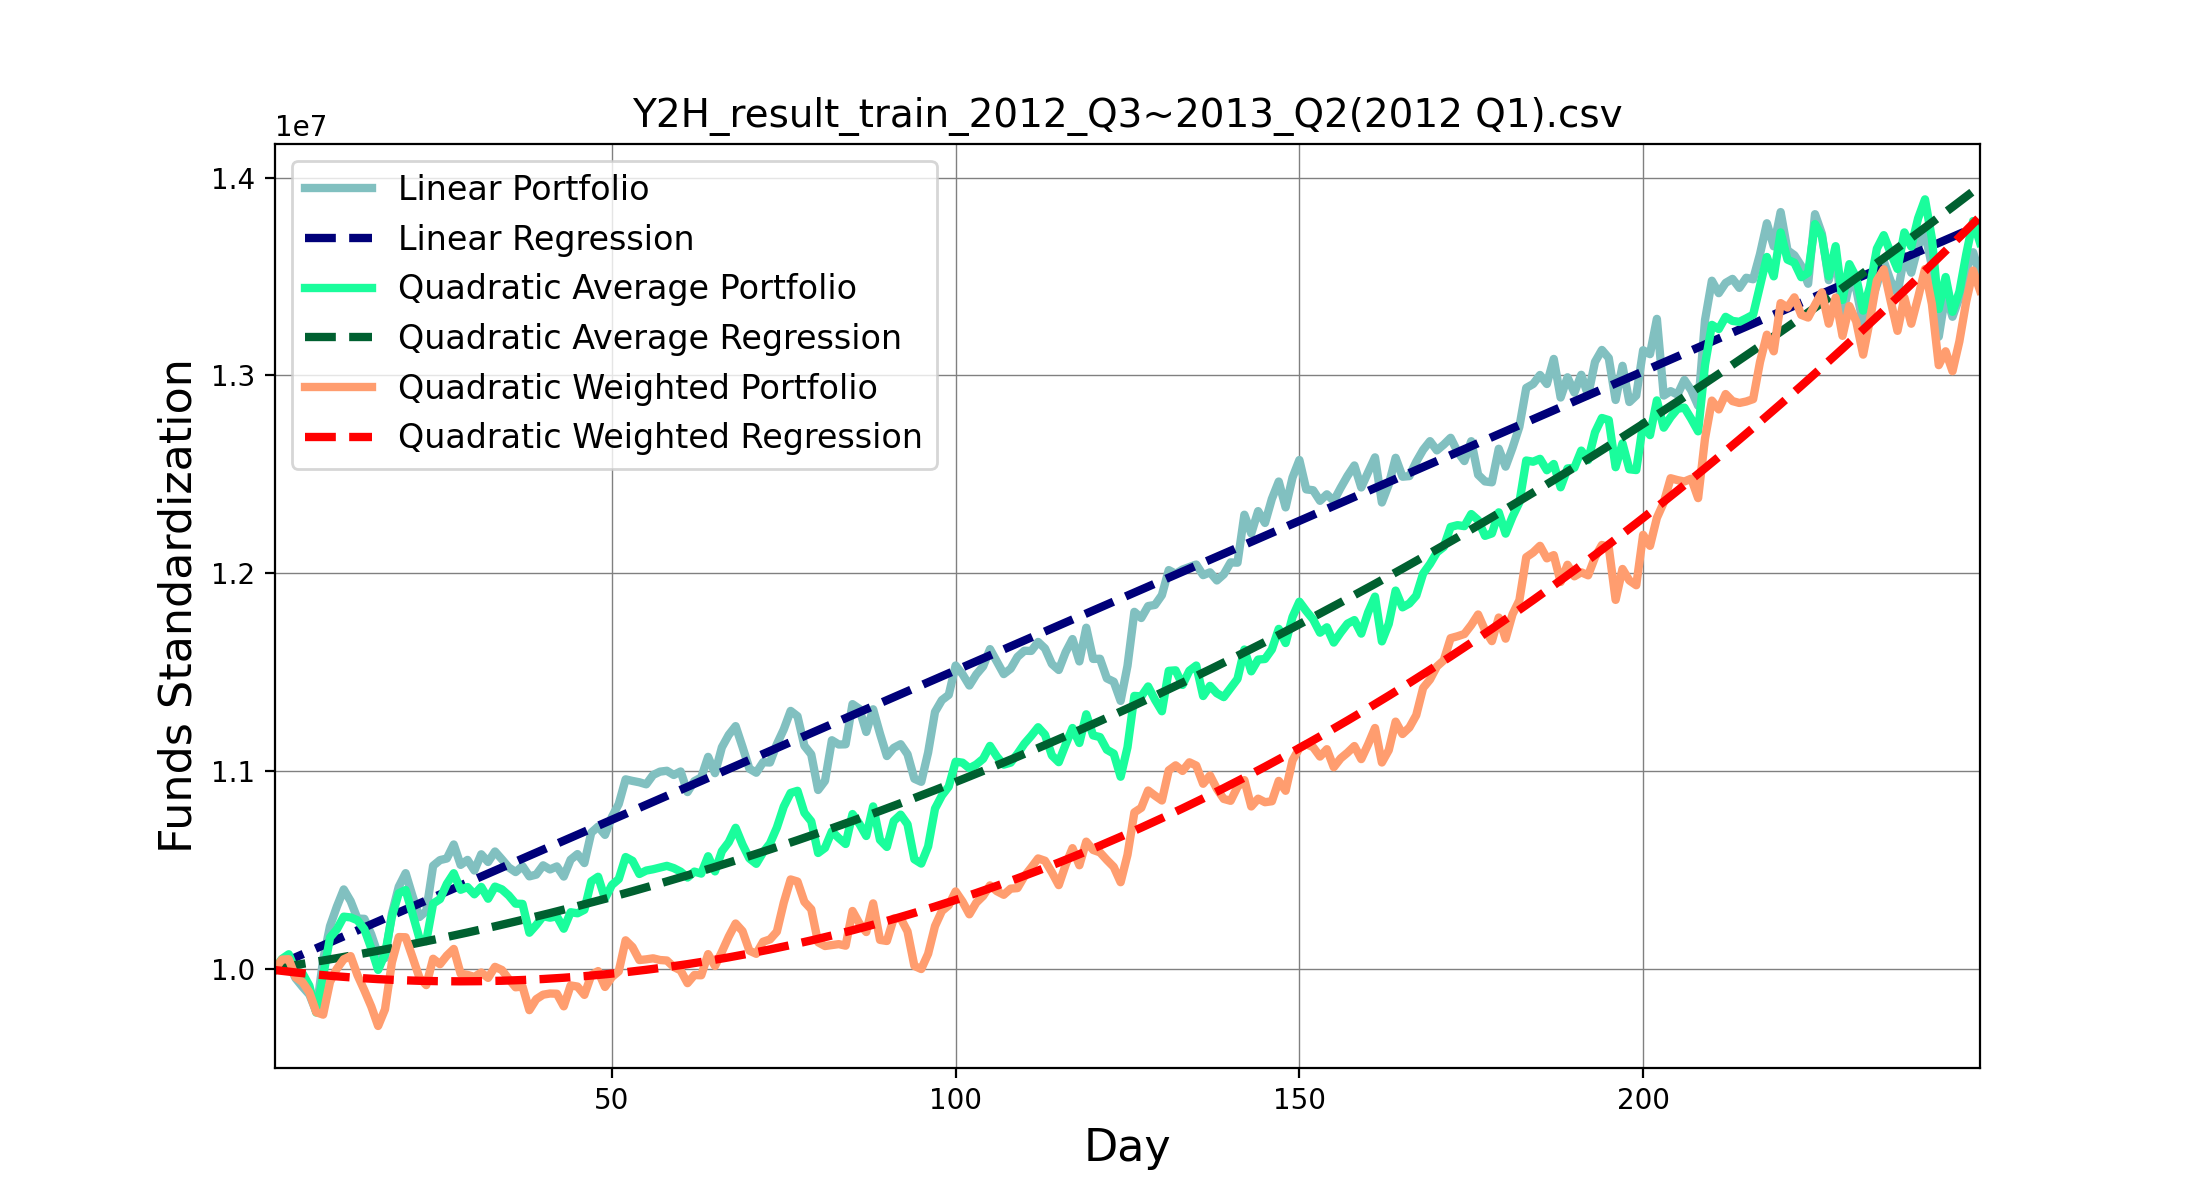 Y2H_result_train_2012_Q3~2013_Q2(2012 Q1).csv
1e7
1.4
1.3
1.2
1.1
1.0
Funds Standardization
Linear Portfolio
Linear Regression
Quadratic Average Portfolio
Quadratic Average Regression
Quadratic Weighted Portfolio
Quadratic Weighted Regression
50 100 150 200
Day